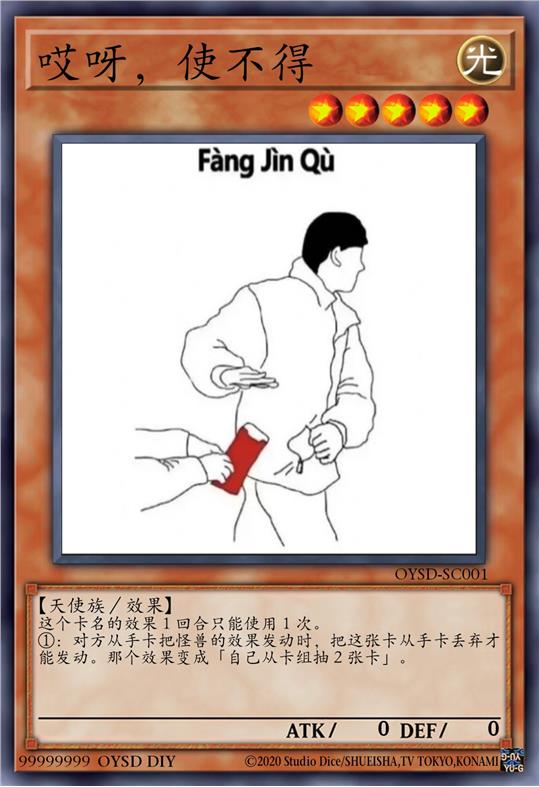 哎呀，使不得
光
Fàng Jìn Qù
OYSD-SC001
【天使族／效果】
这个卡名的效果１回合只能使用１次。
①：对方从手卡把怪兽的效果发动时，把这张卡从手卡丢弃才
能发动。那个效果变成「自己从卡组抽２张卡」。
ATK/ 0 DEF/ 0
99999999 OYSD DIY ©2020 Studio Dice/SHUEISHA,TV TOKYO,KONAMI